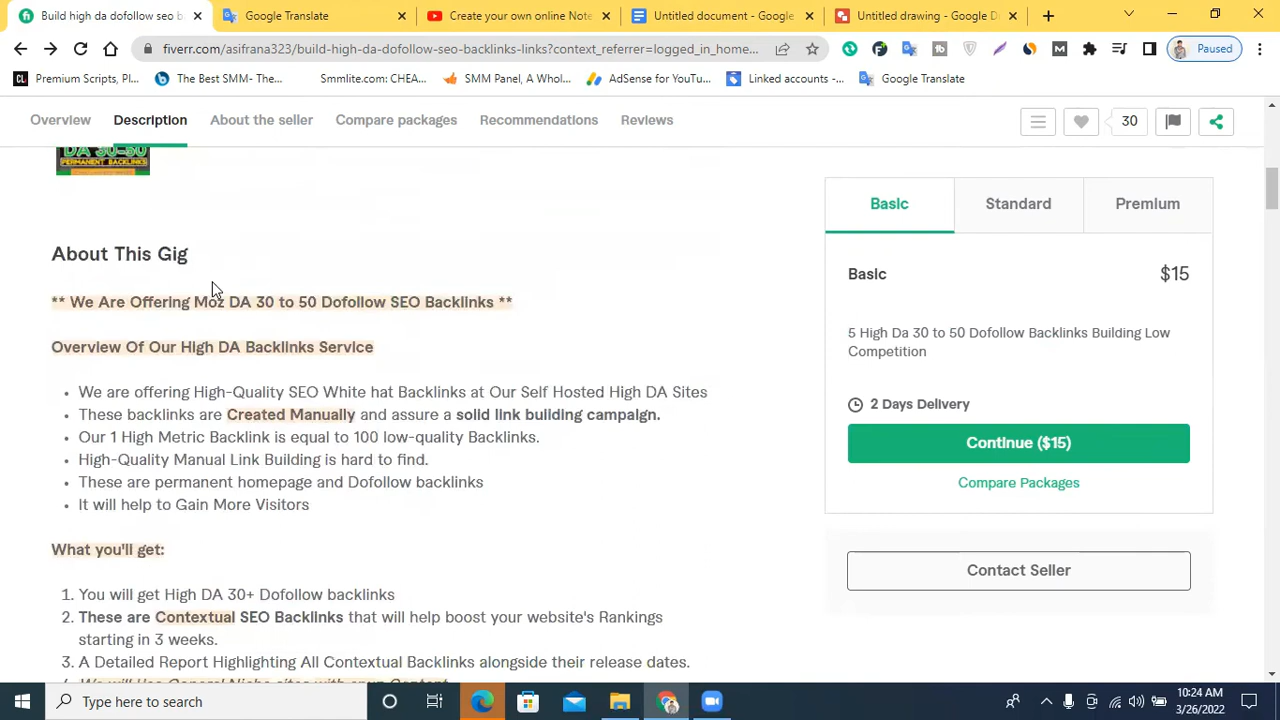 Build high da dofollow seo b
Google Translate
Create your own online Note
Untitled document - Google
Untitled drawing - Google D
fiverr.com/asifrana323/build-high-da-dofollow-seo-backlinks-links?context_referrer=logged_in_home...
Paused
Premium Scripts, Pl...
The Best SMM- The...
Smmlite.com: CHEA...
SMM Panel, A Whol...
AdSense for YouTu...
Linked accounts -...
Google Translate
Overview
Description
About the seller
Compare packages
Recommendations
Reviews
30
DA 30-50
PERMANENT BACKLINKS
About This Gig
** We Are Offering Moz DA 30 to 50 Dofollow SEO Backlinks **
Overview Of Our High DA Backlinks Service
• We are offering High-Quality SEO White hat Backlinks at Our Self Hosted High DA Sites
• These backlinks are Created Manually and assure a solid link building campaign.
• Our 1 High Metric Backlink is equal to 100 low-quality Backlinks.
• High-Quality Manual Link Building is hard to find.
• These are permanent homepage and Dofollow backlinks
• It will help to Gain More Visitors
What you'll get:
1. You will get High DA 30+ Dofollow backlinks
2. These are Contextual SEO Backlinks that will help boost your website's Rankings
starting in 3 weeks.
3. A Detailed Report Highlighting All Contextual Backlinks alongside their release dates.
4. We will Use General Niche sites with
Basic
Standard
Premium
Basic
$15
5 High Da 30 to 50 Dofollow Backlinks Building Low
Competition
2 Days Delivery
Continue ($15)
Compare Packages
Contact Seller
Type here to search
10:24 AM
3/26/2022